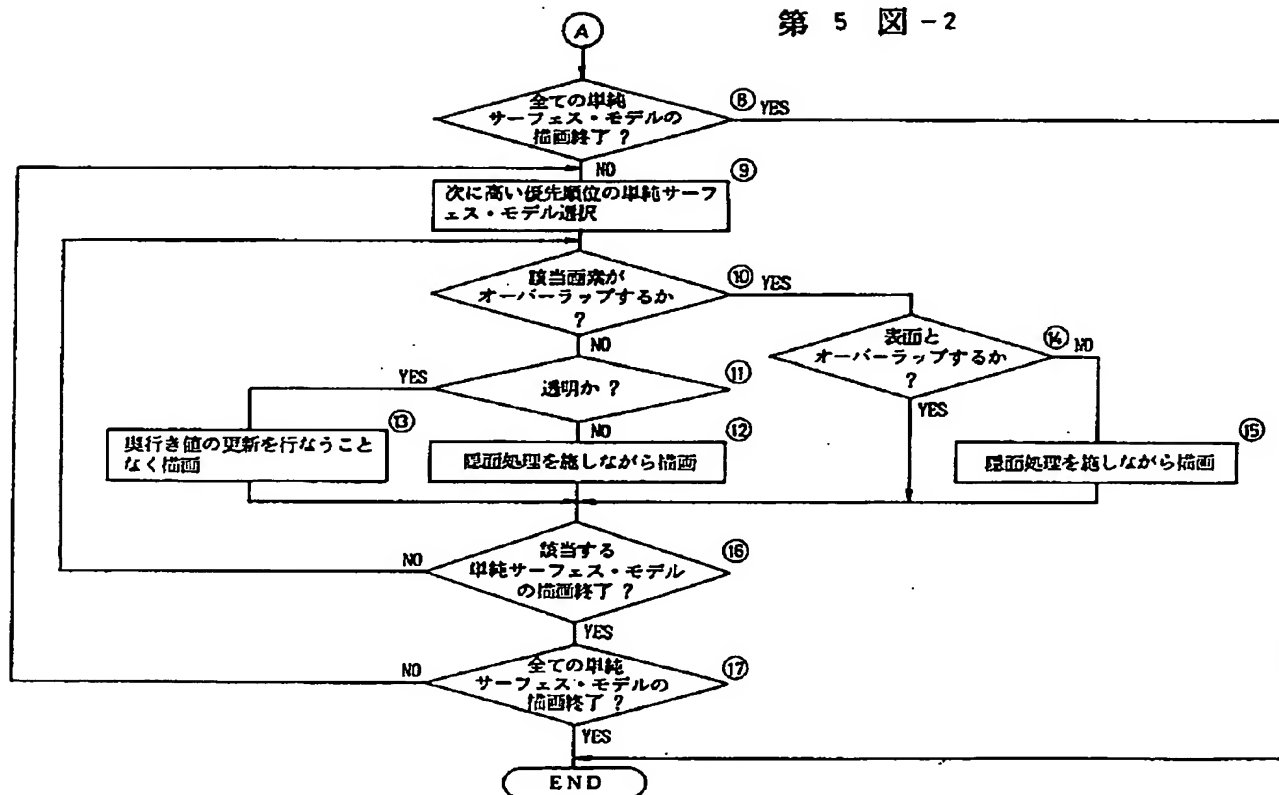 第 5 図 - 2
A
全ての単純
サーフェス・モデルの
描画終了 ?
⑧ YES
NO
⑨
次に高い優先順位の単純サーフ
ェス・モデル選択
該当画素が
オーバーラップするか
?
⑩ YES
NO
表面と
オーバーラップするか
?
⑭ NO
YES
透明か ?
⑪
YES
NO
⑬
奥行き値の更新を行なうこと
なく描画
⑫
隠面処理を施しながら描画
⑮
隠面処理を施しながら描画
該当する
単純サーフェス・モデル
の描画終了 ?
⑯
NO
YES
全ての単純
サーフェス・モデルの
描画終了 ?
⑰
NO
YES
END